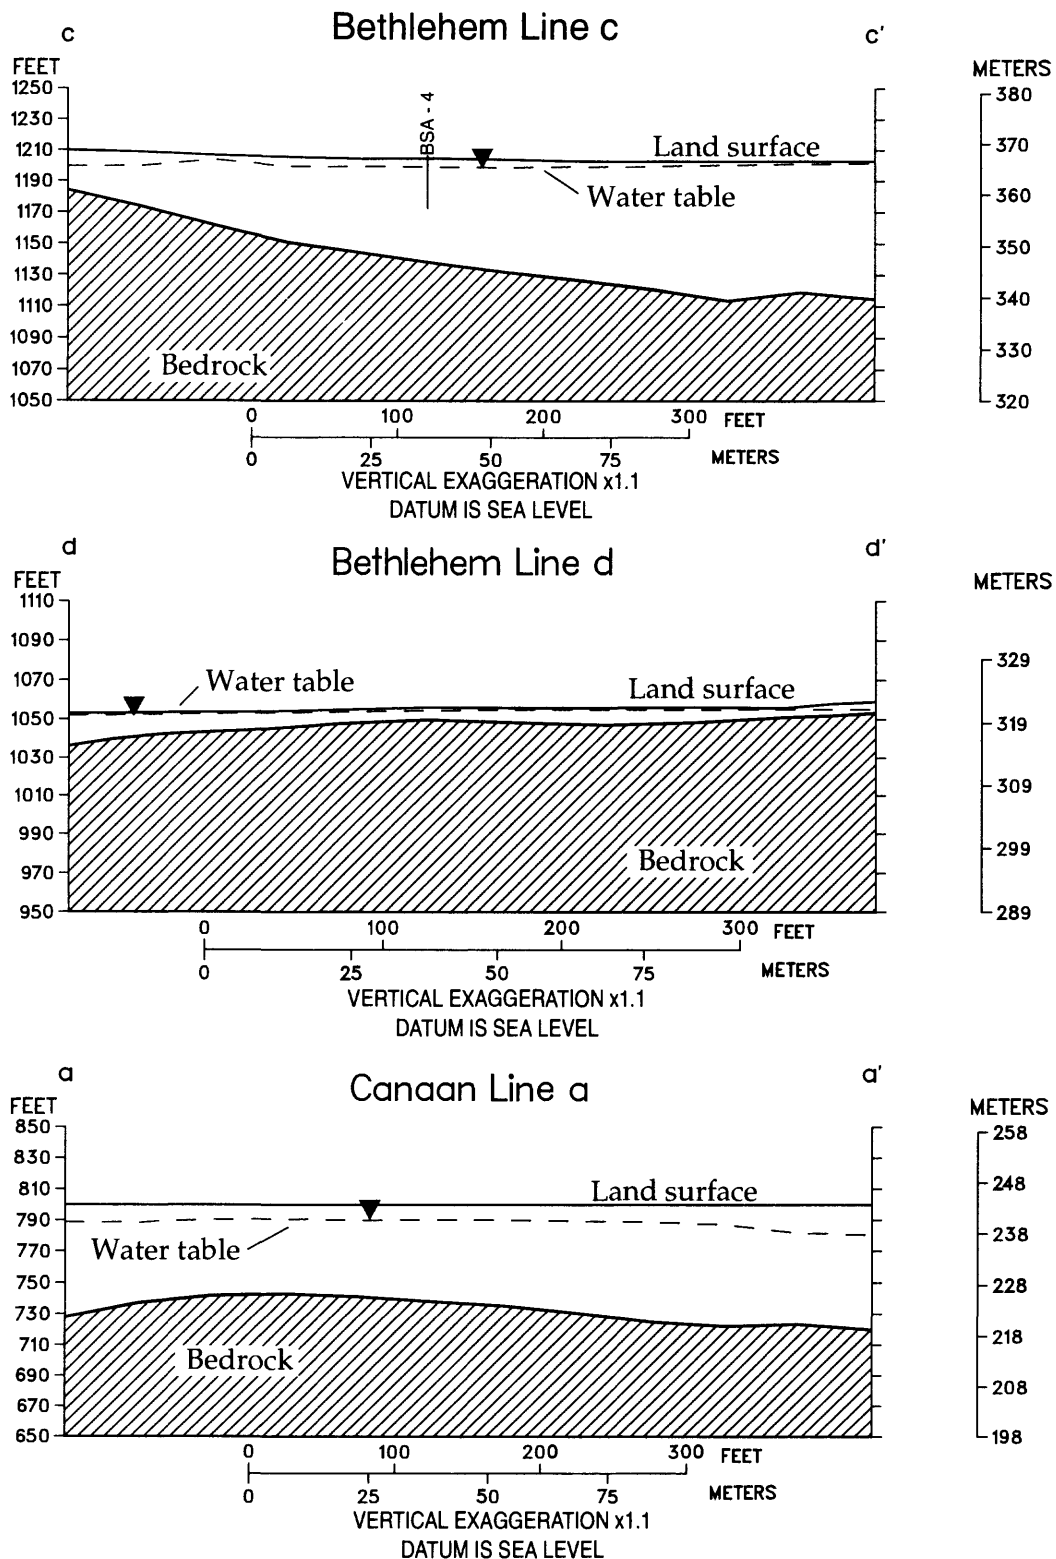 c Bethlehem Line c c'
FEET METERS
1250
380
1230
BSA - 4
1210
Land surface
370
1190
Water table
360
1170
1150
350
1130
1110
340
1090
1070
Bedrock
330
1050
320
0 100 200 300 FEET
0 25 50 75 METERS
VERTICAL EXAGGERATION x1.1
DATUM IS SEA LEVEL
d Bethlehem Line d d'
FEET METERS
1110
1090
1070
Water table
Land surface
329
1050
319
1030
1010
309
990
970
Bedrock
299
950
289
0 100 200 300 FEET
0 25 50 75 METERS
VERTICAL EXAGGERATION x1.1
DATUM IS SEA LEVEL
a Canaan Line a a'
FEET METERS
850
258
830
810
Land surface
248
790
238
770
Water table
750
228
730
710
218
690
Bedrock
208
670
650
198
0 100 200 300 FEET
0 25 50 75 METERS
VERTICAL EXAGGERATION x1.1
DATUM IS SEA LEVEL